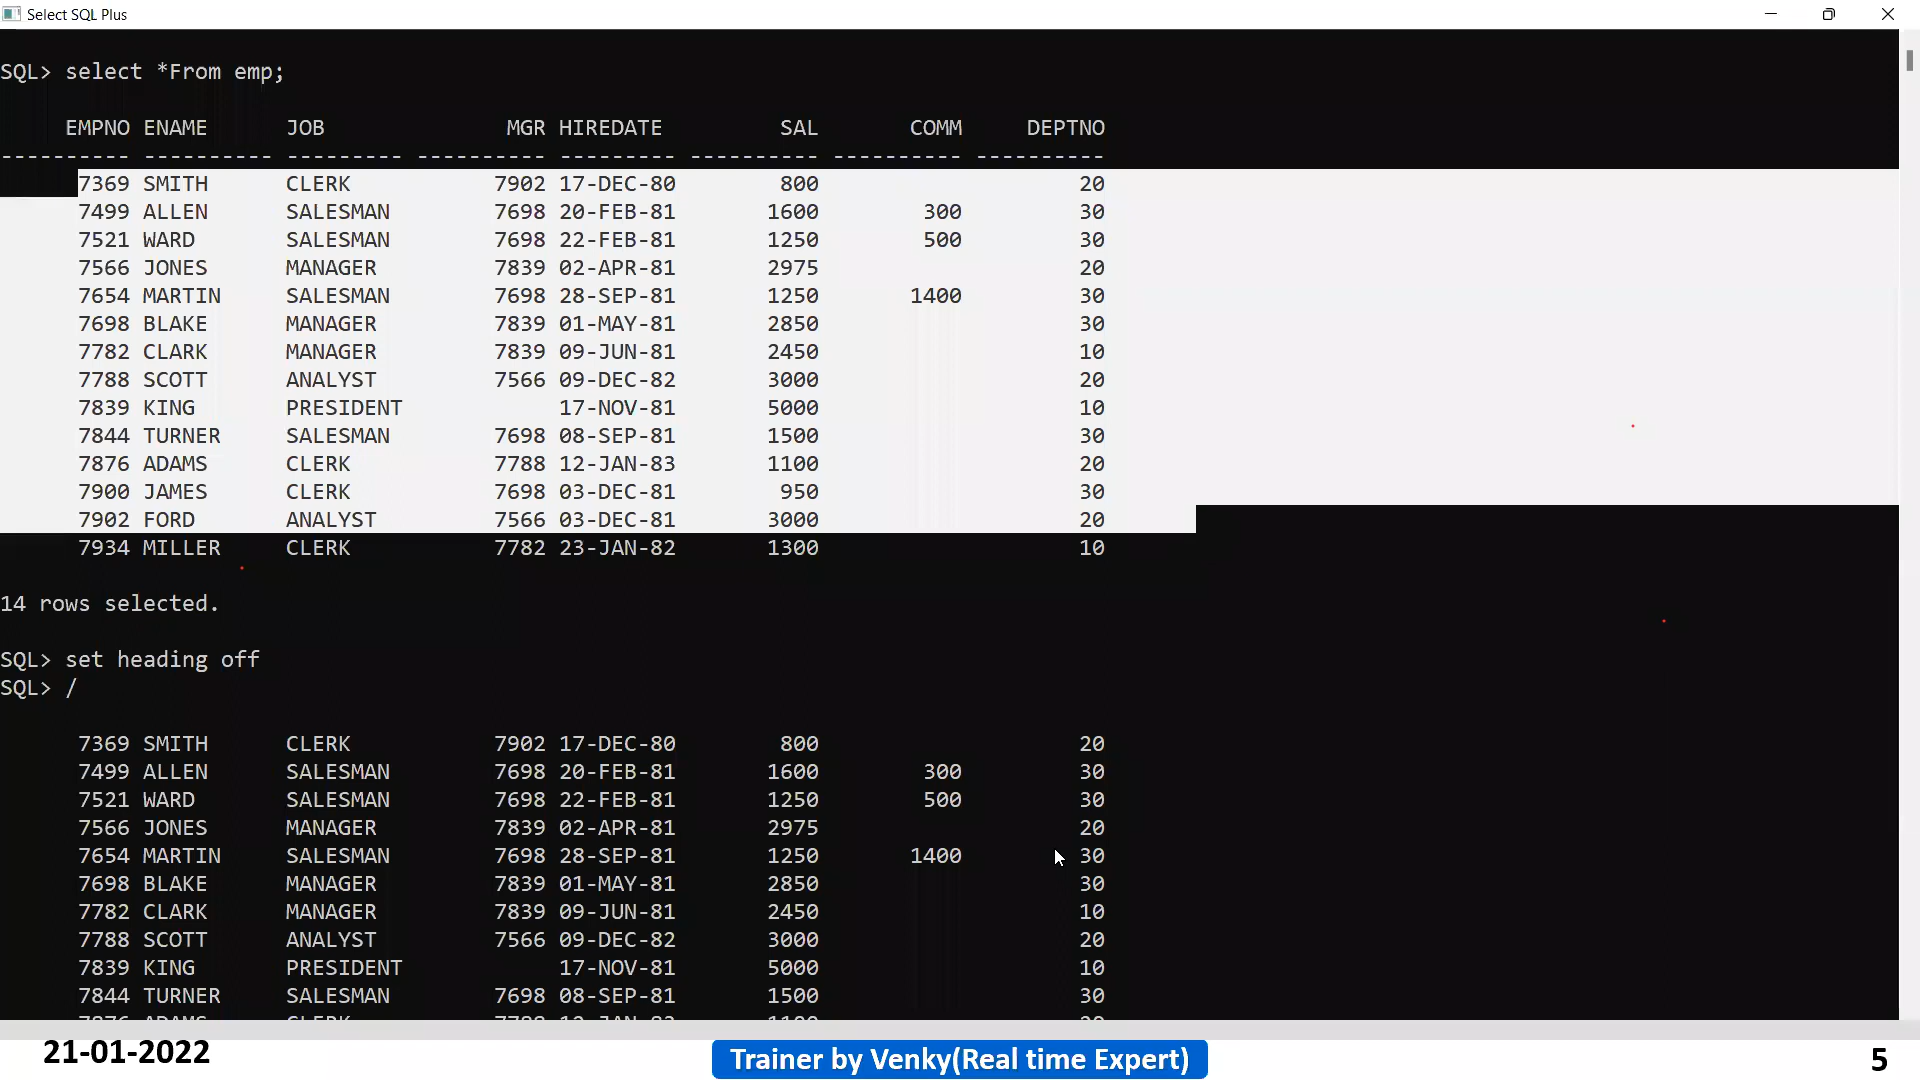 Select SQL Plus
SQL> select *From emp;
EMPNO ENAME JOB MGR HIREDATE SAL COMM DEPTNO
---------- ---------- --------- ---------- --------- ---------- ---------- ----------
7369 SMITH CLERK 7902 17-DEC-80 800 20
7499 ALLEN SALESMAN 7698 20-FEB-81 1600 300 30
7521 WARD SALESMAN 7698 22-FEB-81 1250 500 30
7566 JONES MANAGER 7839 02-APR-81 2975 20
7654 MARTIN SALESMAN 7698 28-SEP-81 1250 1400 30
7698 BLAKE MANAGER 7839 01-MAY-81 2850 30
7782 CLARK MANAGER 7839 09-JUN-81 2450 10
7788 SCOTT ANALYST 7566 09-DEC-82 3000 20
7839 KING PRESIDENT 17-NOV-81 5000 10
7844 TURNER SALESMAN 7698 08-SEP-81 1500 30
7876 ADAMS CLERK 7788 12-JAN-83 1100 20
7900 JAMES CLERK 7698 03-DEC-81 950 30
7902 FORD ANALYST 7566 03-DEC-81 3000 20
7934 MILLER CLERK 7782 23-JAN-82 1300 10
14 rows selected.
SQL> set heading off
SQL> /
7369 SMITH CLERK 7902 17-DEC-80 800 20
7499 ALLEN SALESMAN 7698 20-FEB-81 1600 300 30
7521 WARD SALESMAN 7698 22-FEB-81 1250 500 30
7566 JONES MANAGER 7839 02-APR-81 2975 20
7654 MARTIN SALESMAN 7698 28-SEP-81 1250 1400 30
7698 BLAKE MANAGER 7839 01-MAY-81 2850 30
7782 CLARK MANAGER 7839 09-JUN-81 2450 10
7788 SCOTT ANALYST 7566 09-DEC-82 3000 20
7839 KING PRESIDENT 17-NOV-81 5000 10
7844 TURNER SALESMAN 7698 08-SEP-81 1500 30
21-01-2022
Trainer by Venky(Real time Expert)
5